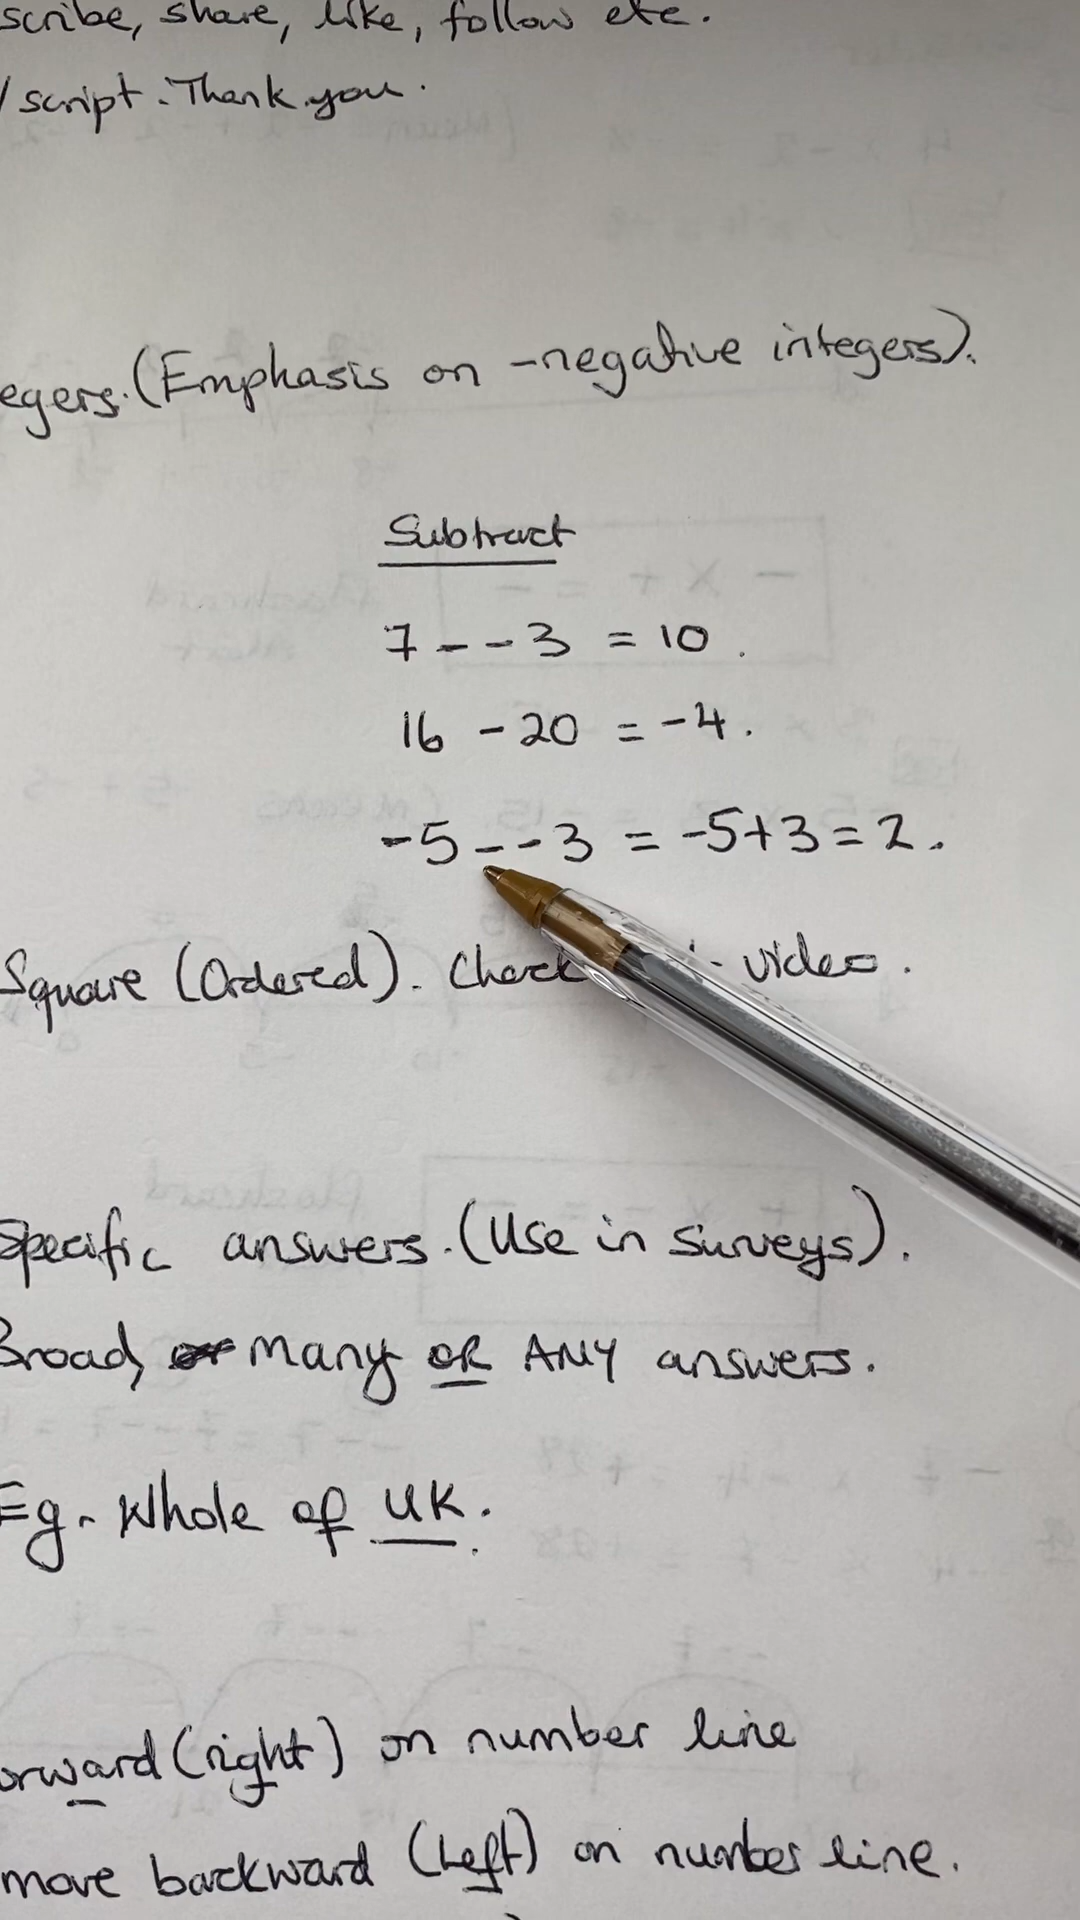 scribe, share, like, follow etc.
/script. Thank you.
egers. (Emphasis on -negative integers).
Subtract
7 - -3 = 10.
16 - 20 = -4.
-5 - -3 = -5+3 = 2.
Square (Ordered). Check video.
Specific answers. (Use in surveys).
Broad, many OR ANY answers.
Eg. Whole of UK.
orward (right) on number line
move backward (left) on number line.